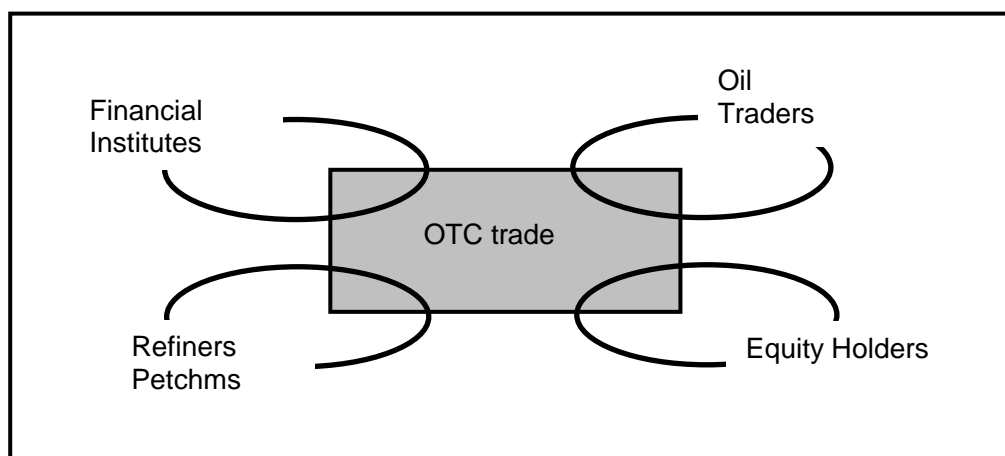 Financial
Institutes
Oil
Traders
OTC trade
Refiners
Petchms
Equity Holders